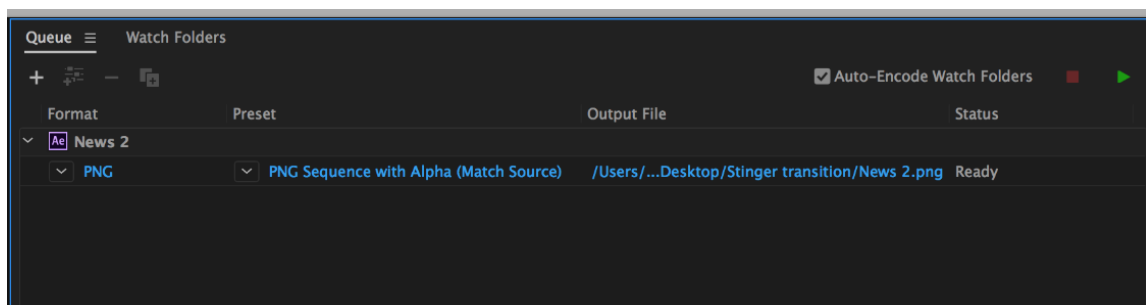 Queue Watch Folders
Auto-Encode Watch Folders
Format Preset Output File Status
Ae News 2
PNG PNG Sequence with Alpha (Match Source) /Users/...Desktop/Stinger transition/News 2.png Ready